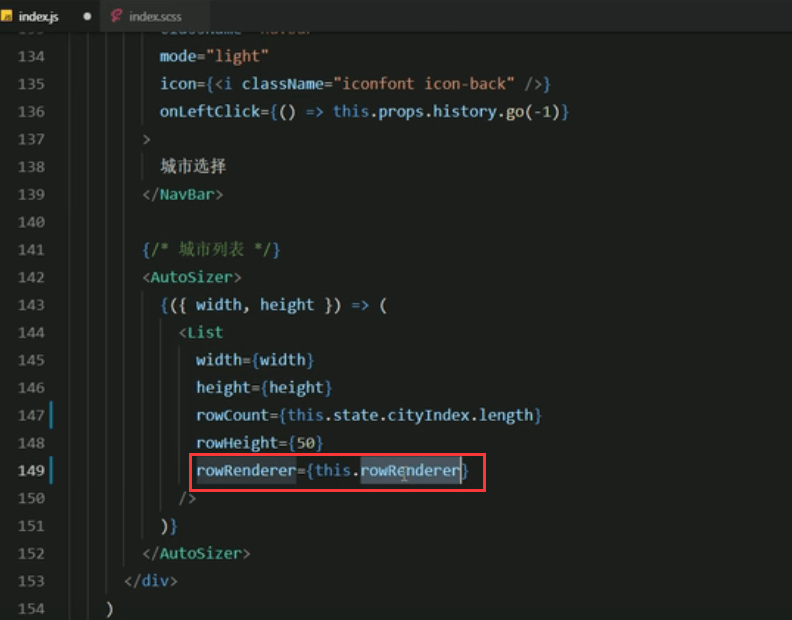 index.js ● index.scss
134 mode="light"
135 icon={<i className="iconfont icon-back" />}
136 onLeftClick={() => this.props.history.go(-1)}
137 >
138 城市选择
139 </NavBar>
140
141 {/* 城市列表 */}
142 <AutoSizer>
143 {({ width, height }) => (
144 <List
145 width={width}
146 height={height}
147 rowCount={this.state.cityIndex.length}
148 rowHeight={50}
149 rowRenderer={this.rowRenderer}
150 />
151 )}
152 </AutoSizer>
153 </div>
154 )